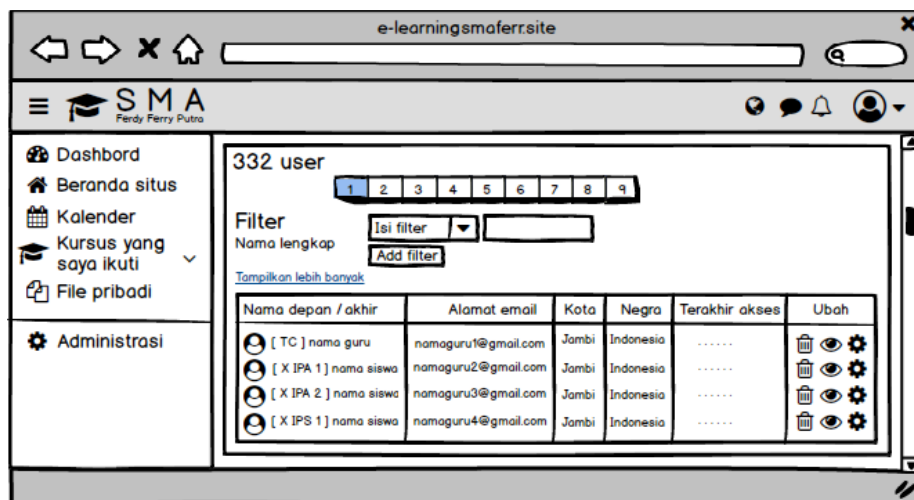 e-learningsmaferr.site
SMA
Ferdy Ferry Putra
Dashbord
Beranda situs
Kalender
Kursus yang
saya ikuti
File pribadi
Administrasi
332 user
1 2 3 4 5 6 7 8 9
Filter
Nama lengkap
Isi filter
Add filter
Tampilkan lebih banyak
Nama depan / akhir Alamat email Kota Negra Terakhir akses Ubah
[ TC ] nama guru namaguru1@gmail.com Jambi Indonesia ......
[ X IPA 1 ] nama siswa namaguru2@gmail.com Jambi Indonesia ......
[ X IPA 2 ] nama siswa namaguru3@gmail.com Jambi Indonesia ......
[ X IPS 1 ] nama siswa namaguru4@gmail.com Jambi Indonesia ......